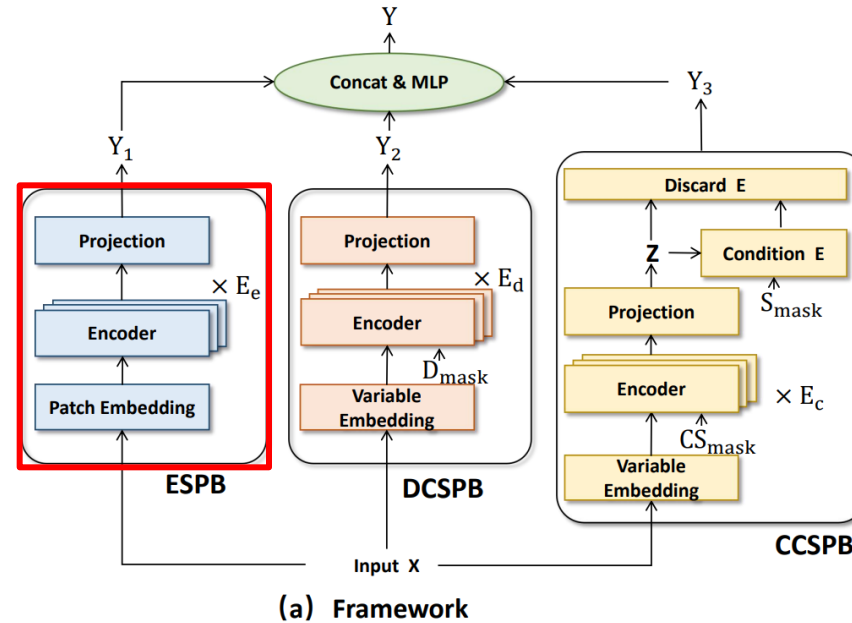 Y
Concat & MLP
Y₁
Y₂
Y₃
Projection
× Eₑ
Encoder
Patch Embedding
ESPB
Projection
× E_d
Encoder
D_mask
Variable
Embedding
DCSPB
Discard E
Z
Condition E
S_mask
Projection
Encoder
× E_c
CS_mask
Variable
Embedding
CCSPB
Input X
(a) Framework